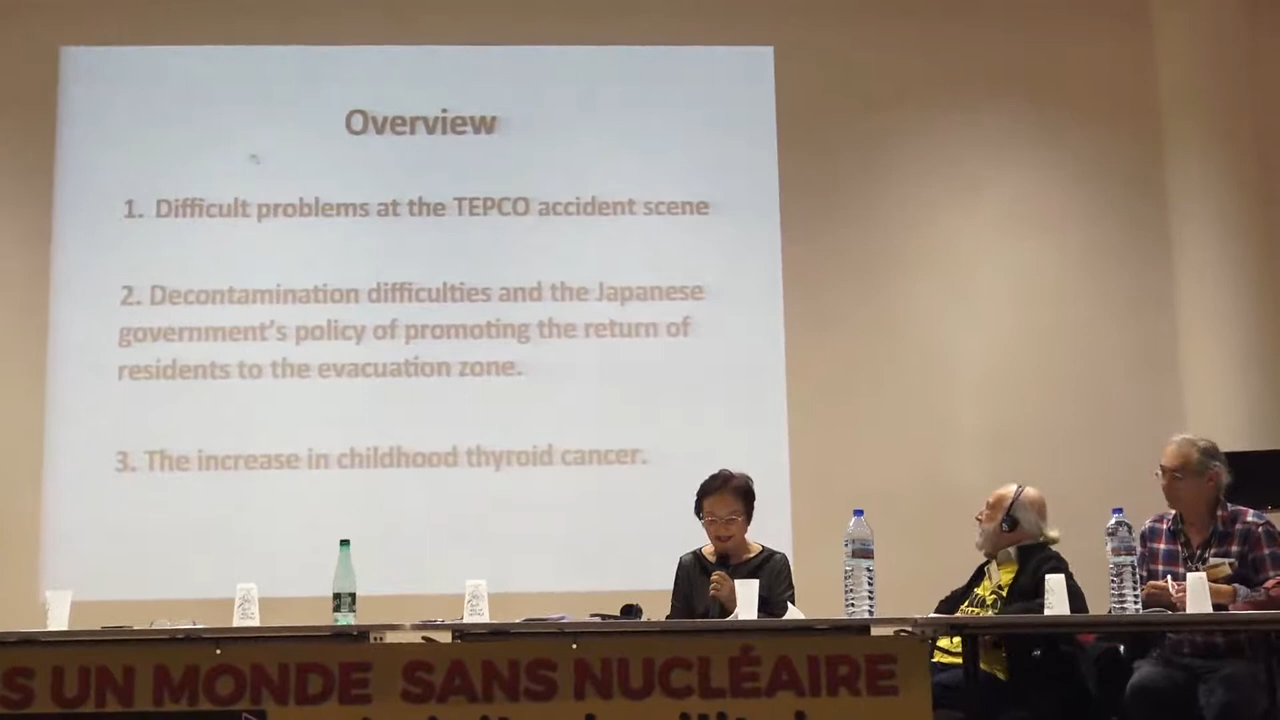 Overview
1. Difficult problems at the TEPCO accident scene
2. Decontamination difficulties and the Japanese
government's policy of promoting the return of
residents to the evacuation zone.
3. The increase in childhood thyroid cancer.
S UN MONDE SANS NUCLÉAIRE